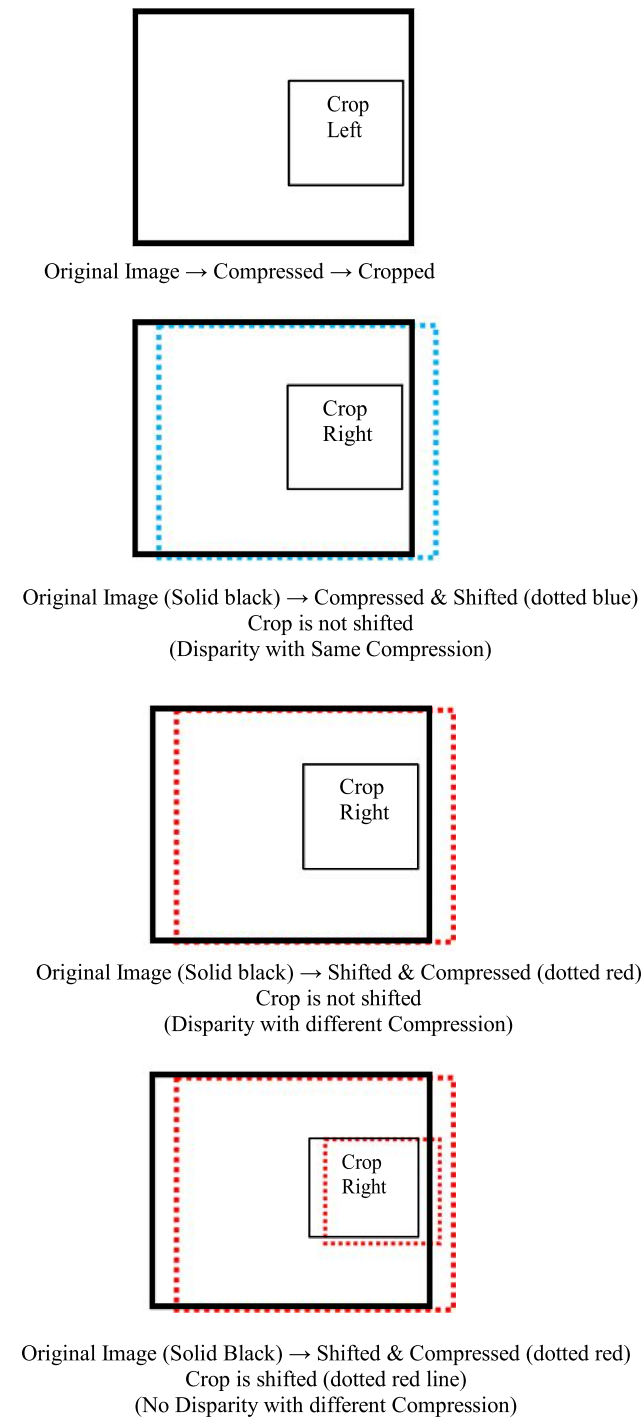 Crop
Left
Original Image → Compressed → Cropped
Crop
Right
Original Image (Solid black) → Compressed & Shifted (dotted blue)
Crop is not shifted
(Disparity with Same Compression)
Crop
Right
Original Image (Solid black) → Shifted & Compressed (dotted red)
Crop is not shifted
(Disparity with different Compression)
Crop
Right
Original Image (Solid Black) → Shifted & Compressed (dotted red)
Crop is shifted (dotted red line)
(No Disparity with different Compression)